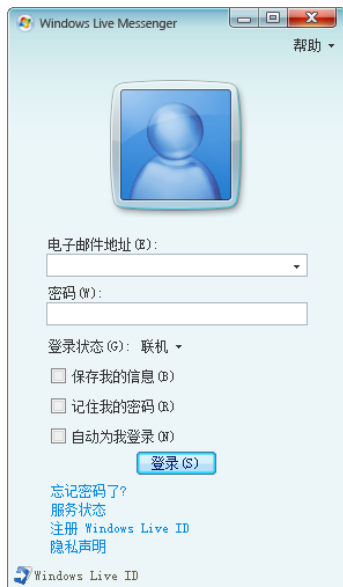 Windows Live Messenger
帮助
电子邮件地址(E):
密码(W):
登录状态(G): 联机
保存我的信息(B)
记住我的密码(R)
自动为我登录(N)
登录(S)
忘记密码了?
服务状态
注册 Windows Live ID
隐私声明
Windows Live ID